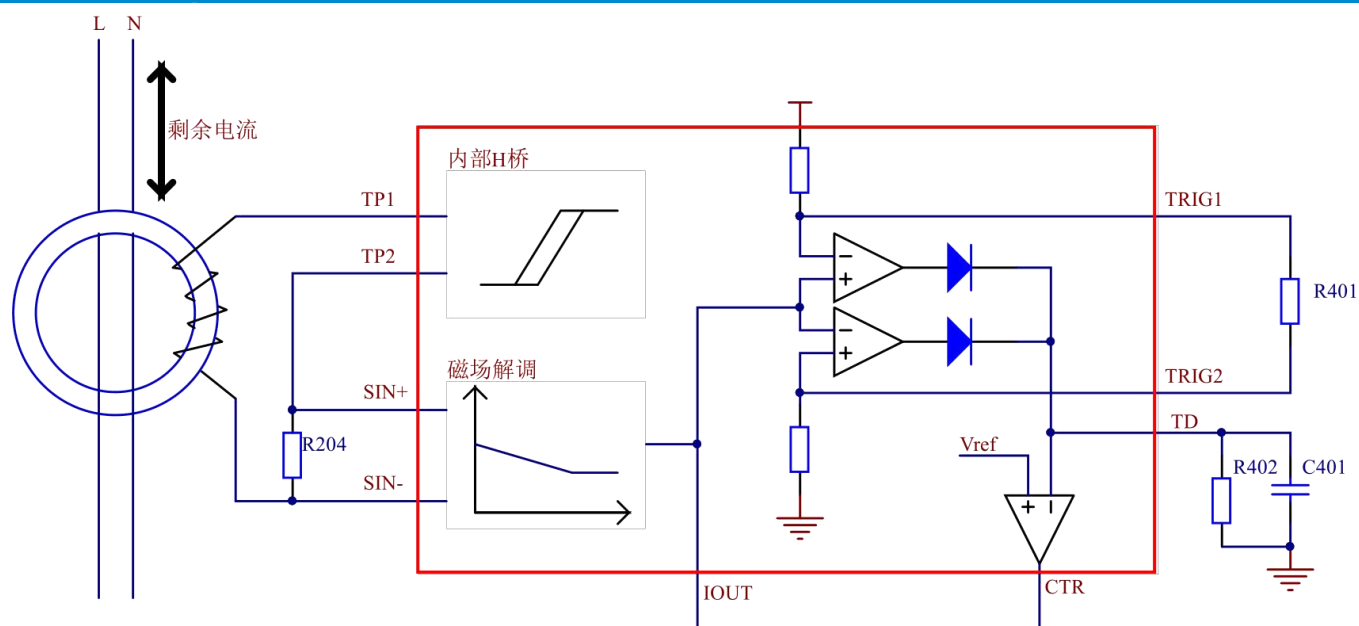 L N
剩余电流
内部H桥
TP1
TRIG1
TP2
R401
磁场解调
TRIG2
SIN+
TD
R204
Vref
R402 C401
SIN-
IOUT
CTR